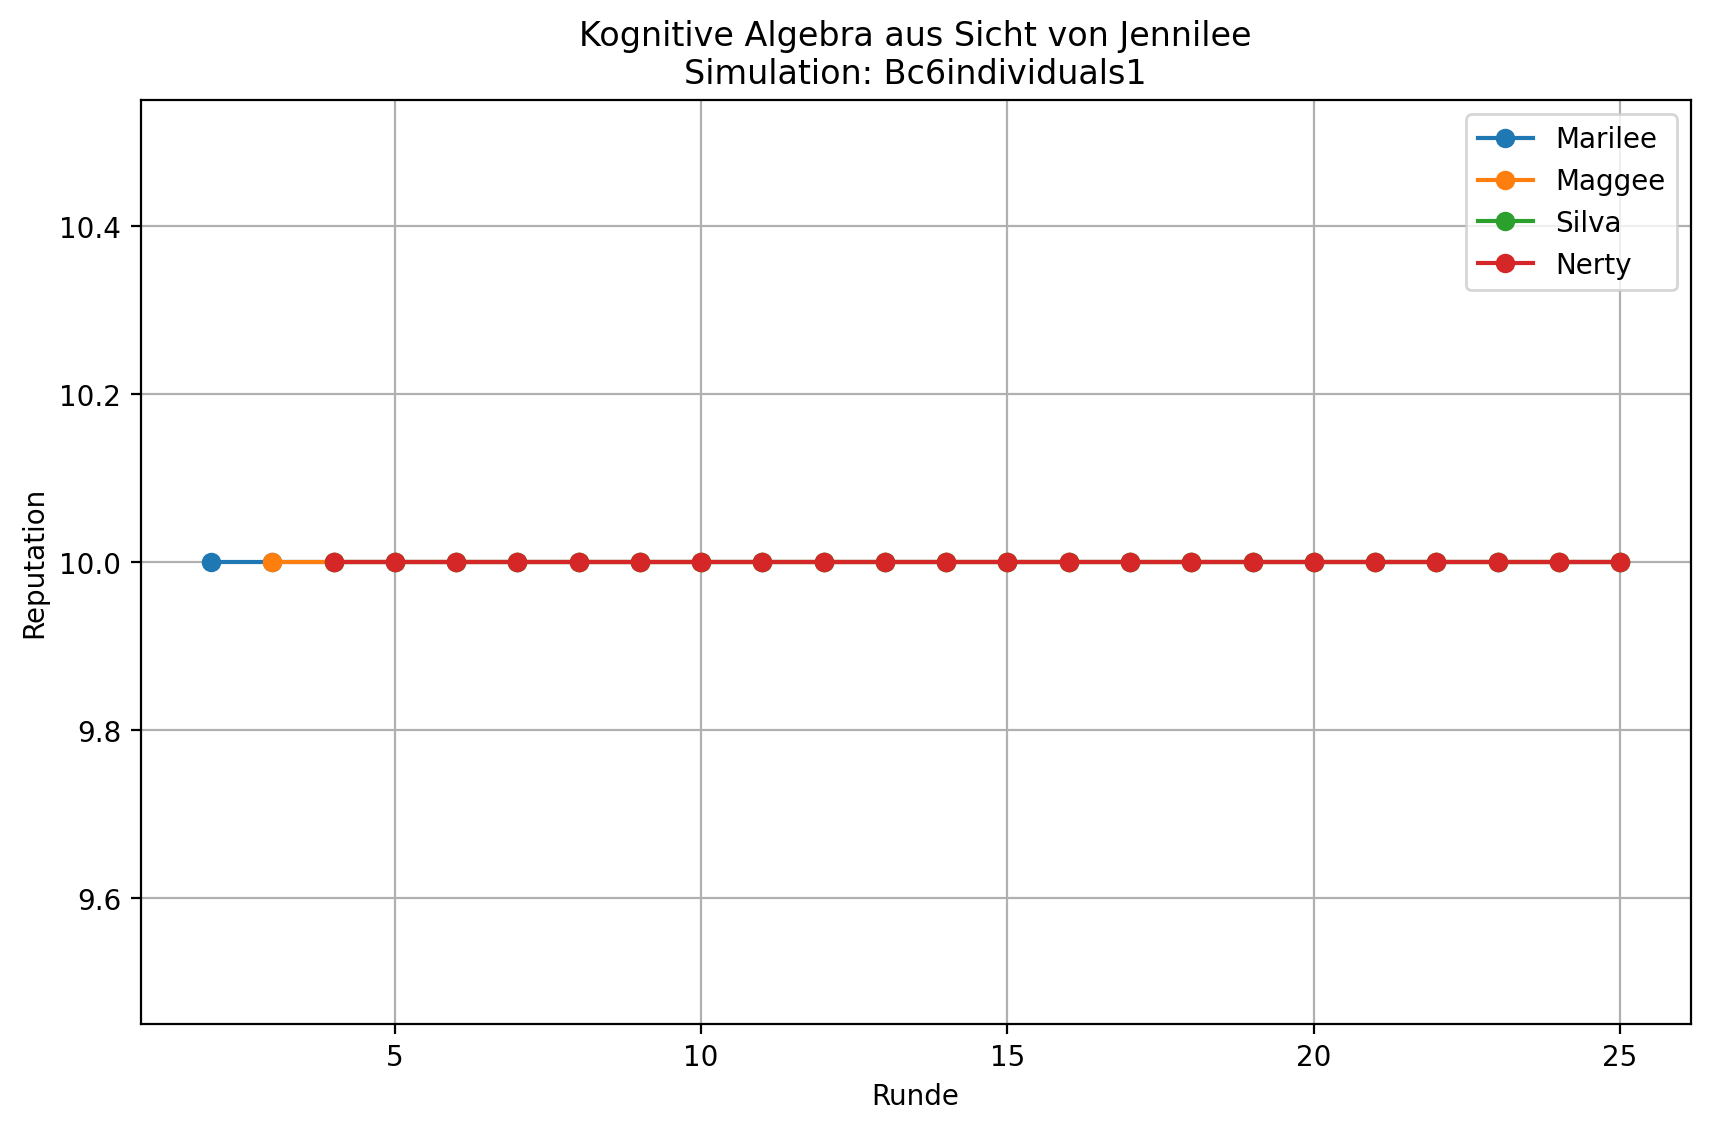 Kognitive Algebra aus Sicht von Jennilee
Simulation: Bc6individuals1
Marilee
Maggee
Silva
Nerty
10.4
10.2
10.0
9.8
9.6
Reputation
5 10 15 20 25
Runde